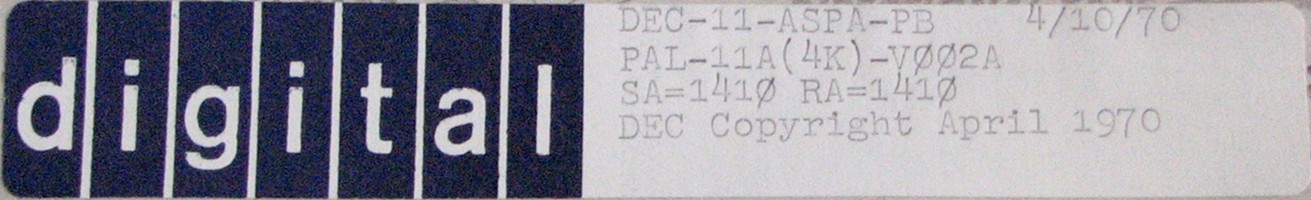 digital
DEC-11-ASPA-PB 4/10/70
PAL-11A(4K)-VØØ2A
SA=141Ø RA=141Ø
DEC Copyright April 1970